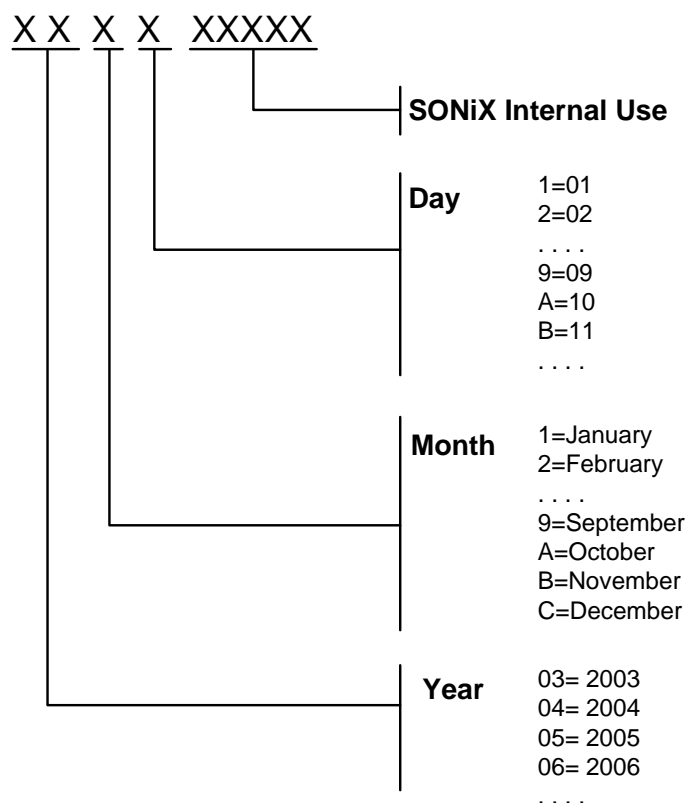 X X X X XXXXX
SONiX Internal Use
Day
1=01
2=02
. . . .
9=09
A=10
B=11
. . . .
Month
1=January
2=February
. . . .
9=September
A=October
B=November
C=December
Year
03= 2003
04= 2004
05= 2005
06= 2006
. . . .